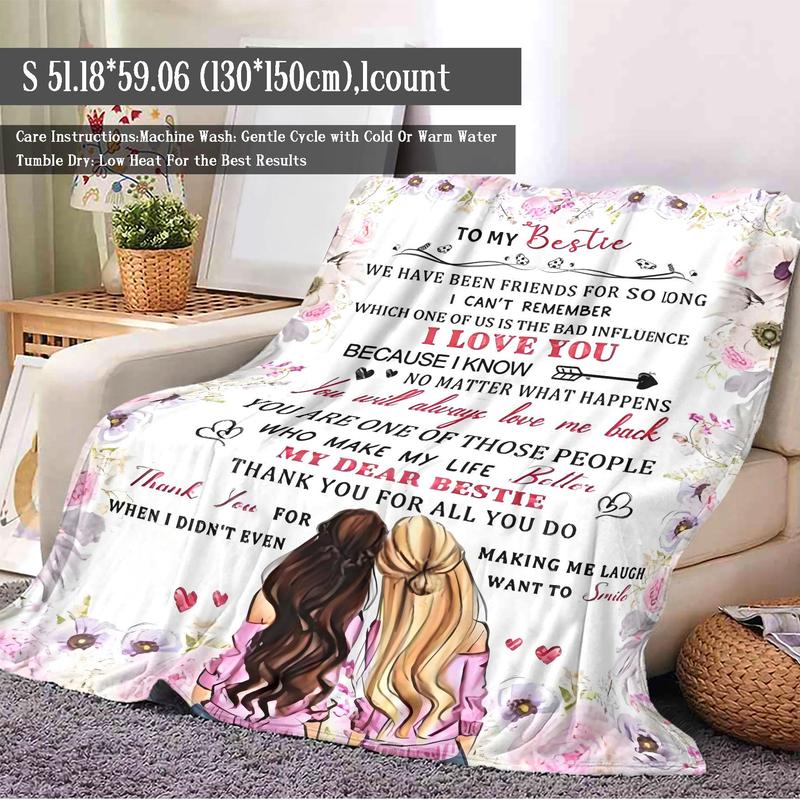 S 51.18*59.06 (130*150cm),1count
Care Instructions:Machine Wash: Gentle Cycle with Cold Or Warm Water
Tumble Dry: Low Heat For the Best Results
TO MY Bestie
WE HAVE BEEN FRIENDS FOR SO LONG
I CAN'T REMEMBER
WHICH ONE OF US IS THE BAD INFLUENCE
I LOVE YOU
BECAUSE I KNOW
NO MATTER WHAT HAPPENS
You will always love me back
YOU ARE ONE OF THOSE PEOPLE
WHO MAKE MY LIFE Better
MY DEAR BESTIE
THANK YOU FOR ALL YOU DO
Thank You FOR MAKING ME LAUGH
WHEN I DIDN'T EVEN WANT TO Smile